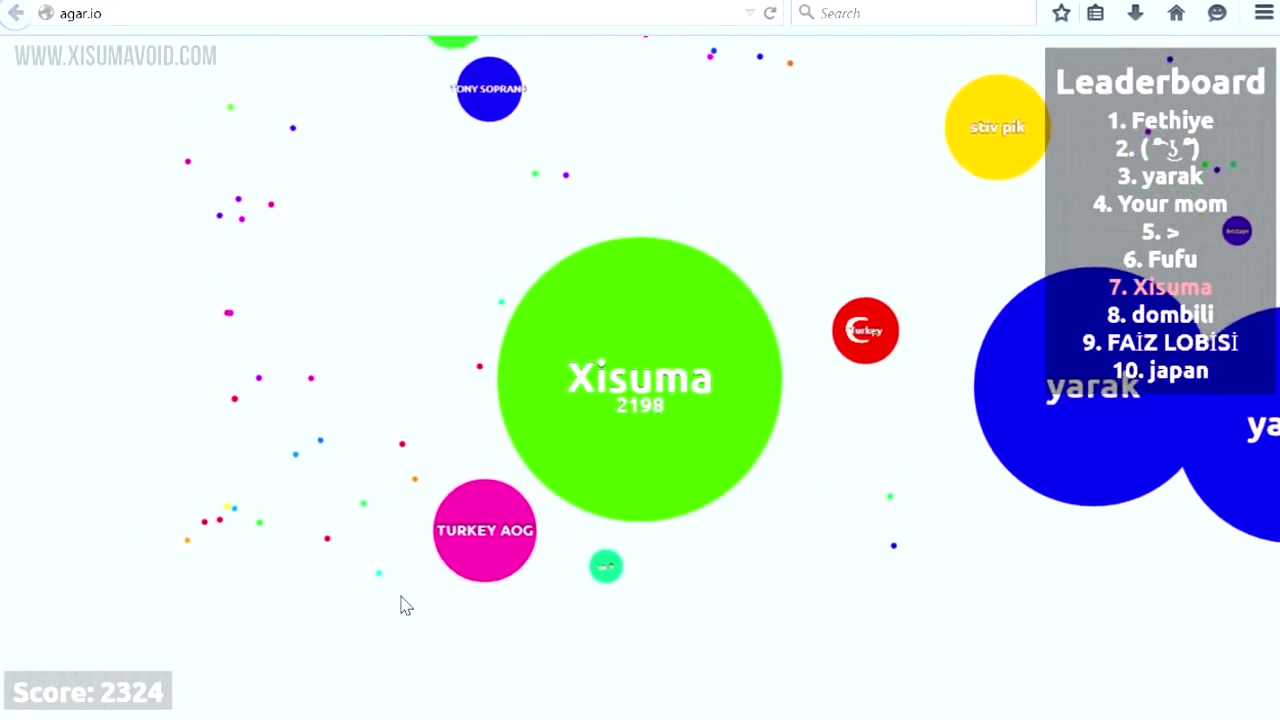 agar.io
Search
WWW.XISUMAVOID.COM
TONY SOPRANO
stiv pik
Leaderboard
1. Fethiye
2. ( ͡° ͜ʖ ͡°)
3. yarak
4. Your mom
5. >
6. Fufu
7. Xisuma
8. dombili
9. FAİZ LOBİSİ
10. japan
Turkey
Xisuma
2198
yarak
ya
TURKEY AOG
Score: 2324